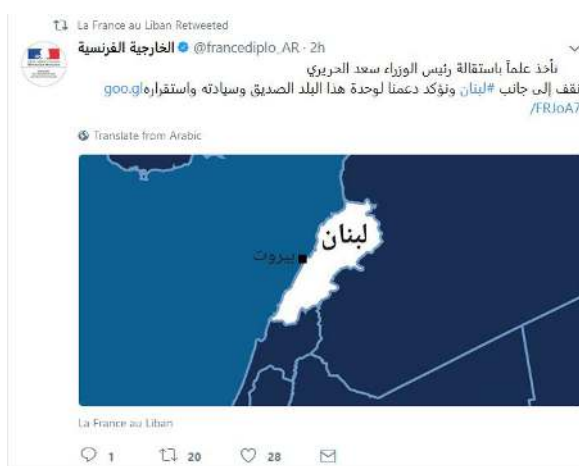 La France au Liban Retweeted
الخارجية الفرنسية @francediplo_AR · 2h
نأخذ علماً باستقالة رئيس الوزراء سعد الحريري
نقف إلى جانب #لبنان ونؤكد دعمنا لوحدة هذا البلد الصديق وسيادته واستقراره goo.gl
/FRJoA7
Translate from Arabic
لبنان
بيروت
La France au Liban
1 20 28